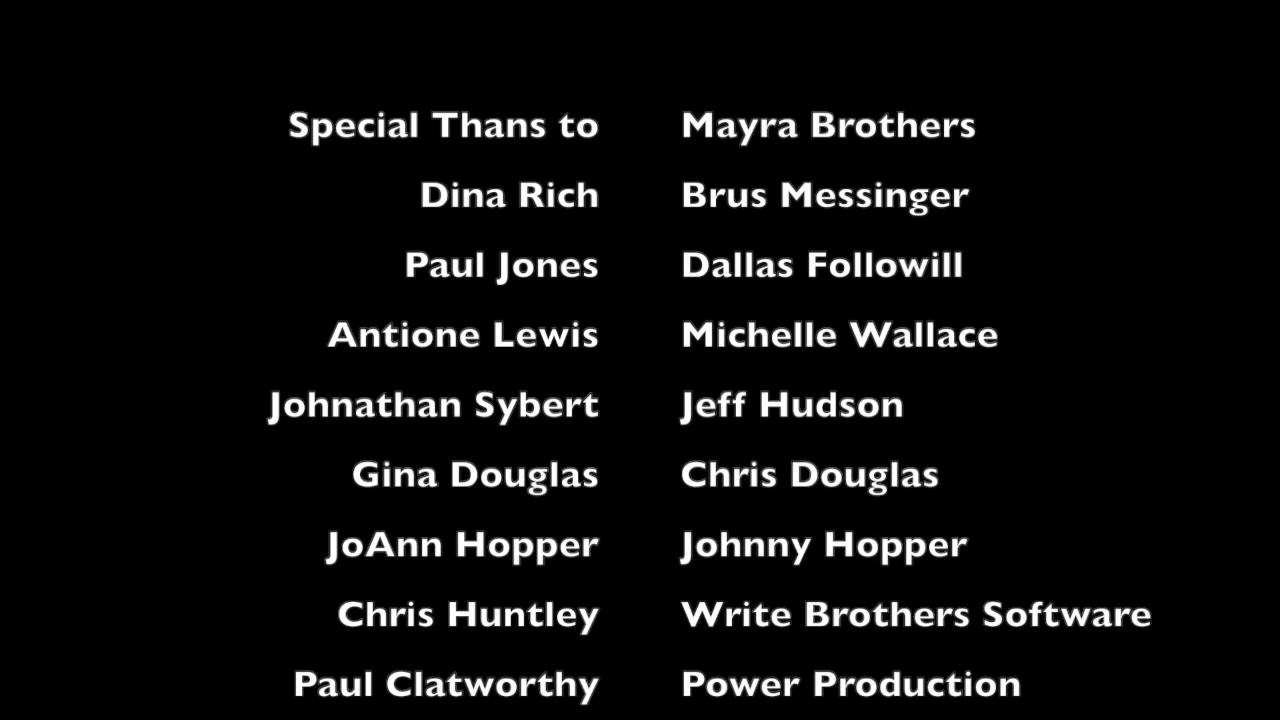 Special Thans to Mayra Brothers
Dina Rich Brus Messinger
Paul Jones Dallas Followill
Antione Lewis Michelle Wallace
Johnathan Sybert Jeff Hudson
Gina Douglas Chris Douglas
JoAnn Hopper Johnny Hopper
Chris Huntley Write Brothers Software
Paul Clatworthy Power Production